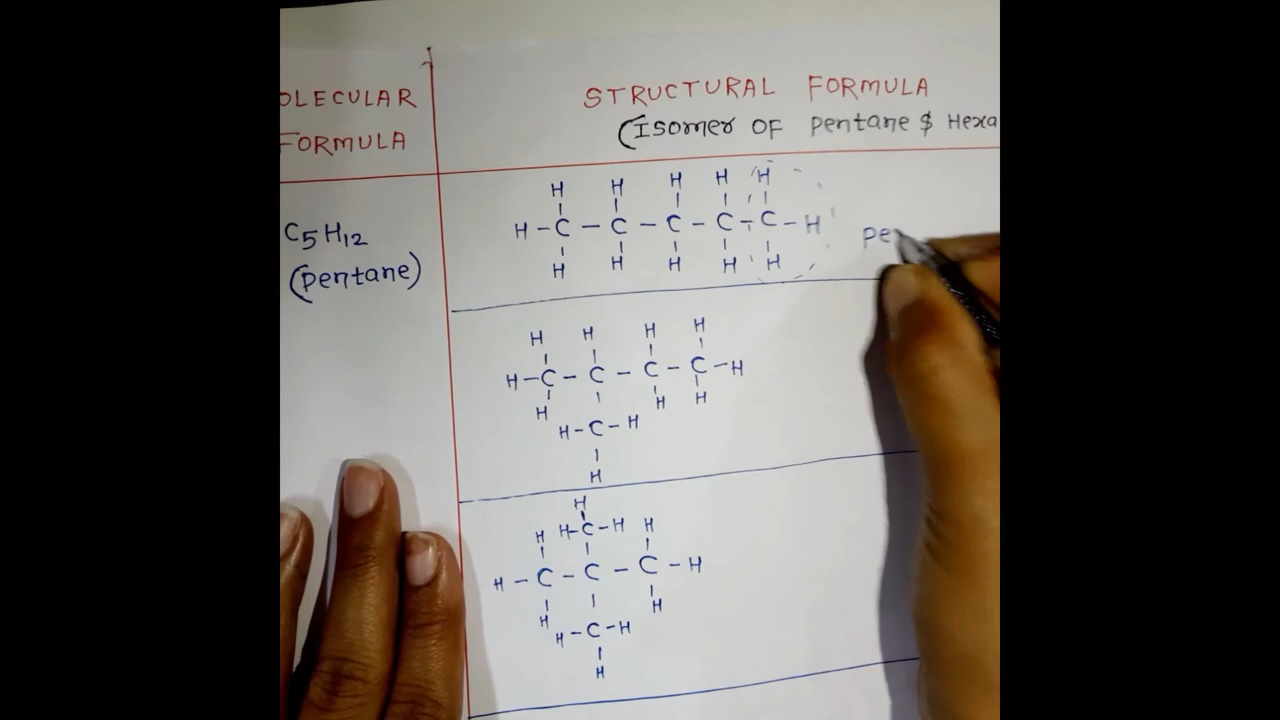 OLECULAR
FORMULA
STRUCTURAL FORMULA
(Isomer OF pentane $ Hexa
C5H12
(pentane)
H H H H H
H-C-C-C-C-C-H
H H H H H
pe
H H H H
H-C-C-C-C-H
H H H
H-C-H
H
H
H H-C-H H
H-C-C-C-H
H H
H-C-H
H